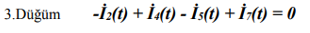 3.Düğüm -İ₂(t) + İ₄(t) - İ₅(t) + İ₇(t) = 0